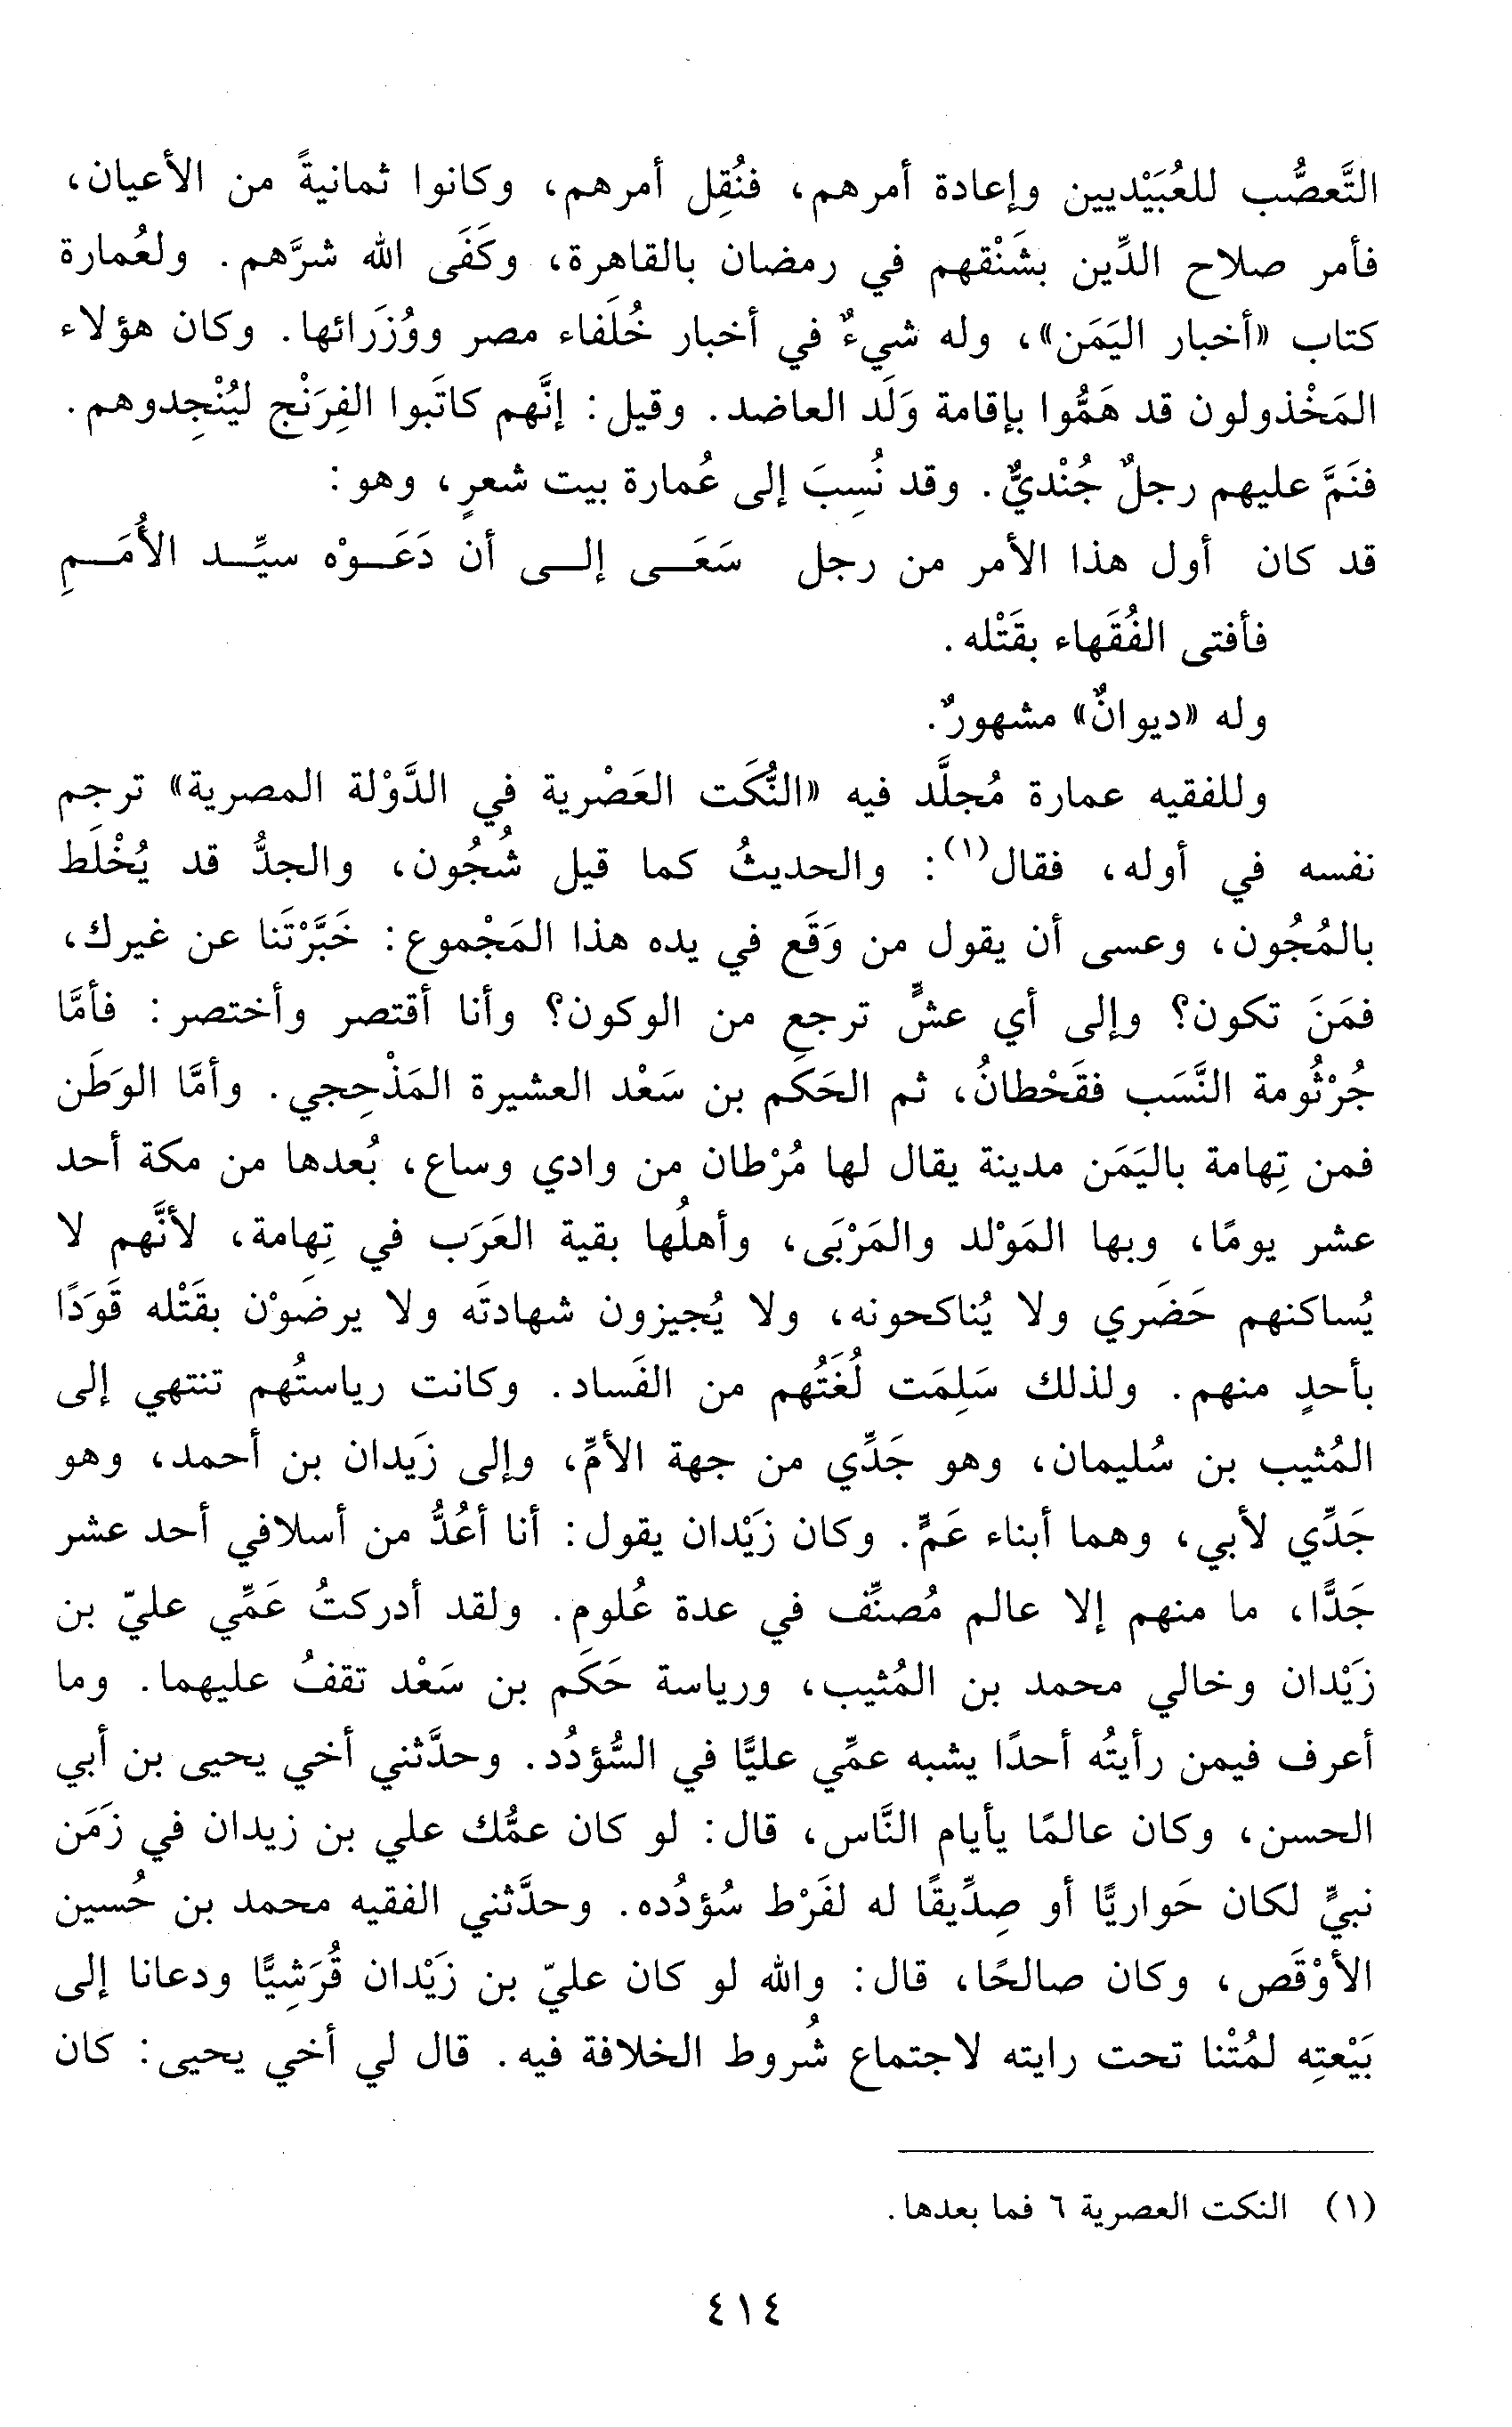 التَّعصُّب للعُبَيْديين وإعادة أمرهم، فنُقِل أمرهم، وكانوا ثمانيةً من الأعيان،
فأمر صلاح الدِّين بشَنْقهم في رمضان بالقاهرة، وكَفَى الله شرَّهم. ولعُمارة
كتاب «أخبار اليَمَن»، وله شيءٌ في أخبار خُلَفاء مصر ووُزَرائها. وكان هؤلاء
المَخْذولون قد هَمُّوا بإقامة وَلَد العاضد. وقيل: إنَّهم كاتَبوا الفِرَنْج ليُنْجِدوهم.
فنَمَّ عليهم رجلٌ جُنْديٌّ. وقد نُسِبَ إلى عُمارة بيت شعرٍ، وهو:
قد كان أول هذا الأمر من رجل سَعَـى إلـى أن دَعَـوْه سيِّـد الأُمَـمِ
فأفتى الفُقَهاء بقَتْله.
وله «ديوانٌ» مشهورٌ.
وللفقيه عمارة مُجلَّد فيه «النُّكَت العَصْرية في الدَّوْلة المصرية» ترجم
نفسه في أوله، فقال(١): والحديثُ كما قيل شُجُون، والجدُّ قد يُخْلَط
بالمُجُون، وعسى أن يقول من وَقَع في يده هذا المَجْموع: خَبَّرْتَنا عن غيرك،
فمَنَ تكون؟ وإلى أي عشٍّ ترجع من الوكون؟ وأنا أقتصر وأختصر: فأمَّا
جُرْثُومة النَّسَب فقَحْطانُ، ثم الحَكَم بن سَعْد العشيرة المَذْحِجي. وأمَّا الوَطَن
فمن تِهامة باليَمَن مدينة يقال لها مُرْطان من وادي وساع، بُعدها من مكة أحد
عشر يومًا، وبها المَوْلد والمَرْبَى، وأهلُها بقية العَرَب في تِهامة، لأنَّهم لا
يُساكنهم حَضَري ولا يُناكحونه، ولا يُجيزون شهادتَه ولا يرضَوْن بقَتْله قَوَدًا
بأحدٍ منهم. ولذلك سَلِمَت لُغَتُهم من الفَساد. وكانت رياستُهم تنتهي إلى
المُثيب بن سُليمان، وهو جَدِّي من جهة الأمِّ، وإلى زَيدان بن أحمد، وهو
جَدِّي لأبي، وهما أبناء عَمٍّ. وكان زَيْدان يقول: أنا أعُدُّ من أسلافي أحد عشر
جَدًّا، ما منهم إلا عالم مُصنِّف في عدة عُلوم. ولقد أدركتُ عَمِّي عليّ بن
زَيْدان وخالي محمد بن المُثيب، ورياسة حَكَم بن سَعْد تقفُ عليهما. وما
أعرف فيمن رأيتُه أحدًا يشبه عمِّي عليًّا في السُّؤدُد. وحدَّثني أخي يحيى بن أبي
الحسن، وكان عالمًا يأيام النَّاس، قال: لو كان عمُّك علي بن زيدان في زَمَن
نبيٍّ لكان حَواريًّا أو صِدِّيقًا له لفَرْط سُؤدُده. وحدَّثني الفقيه محمد بن حُسين
الأوْقَص، وكان صالحًا، قال: والله لو كان عليّ بن زَيْدان قُرَشِيًّا ودعانا إلى
بَيْعتِه لمُتْنا تحت رايته لاجتماع شُروط الخلافة فيه. قال لي أخي يحيى: كان
(١) النكت العصرية ٦ فما بعدها.
٤١٤